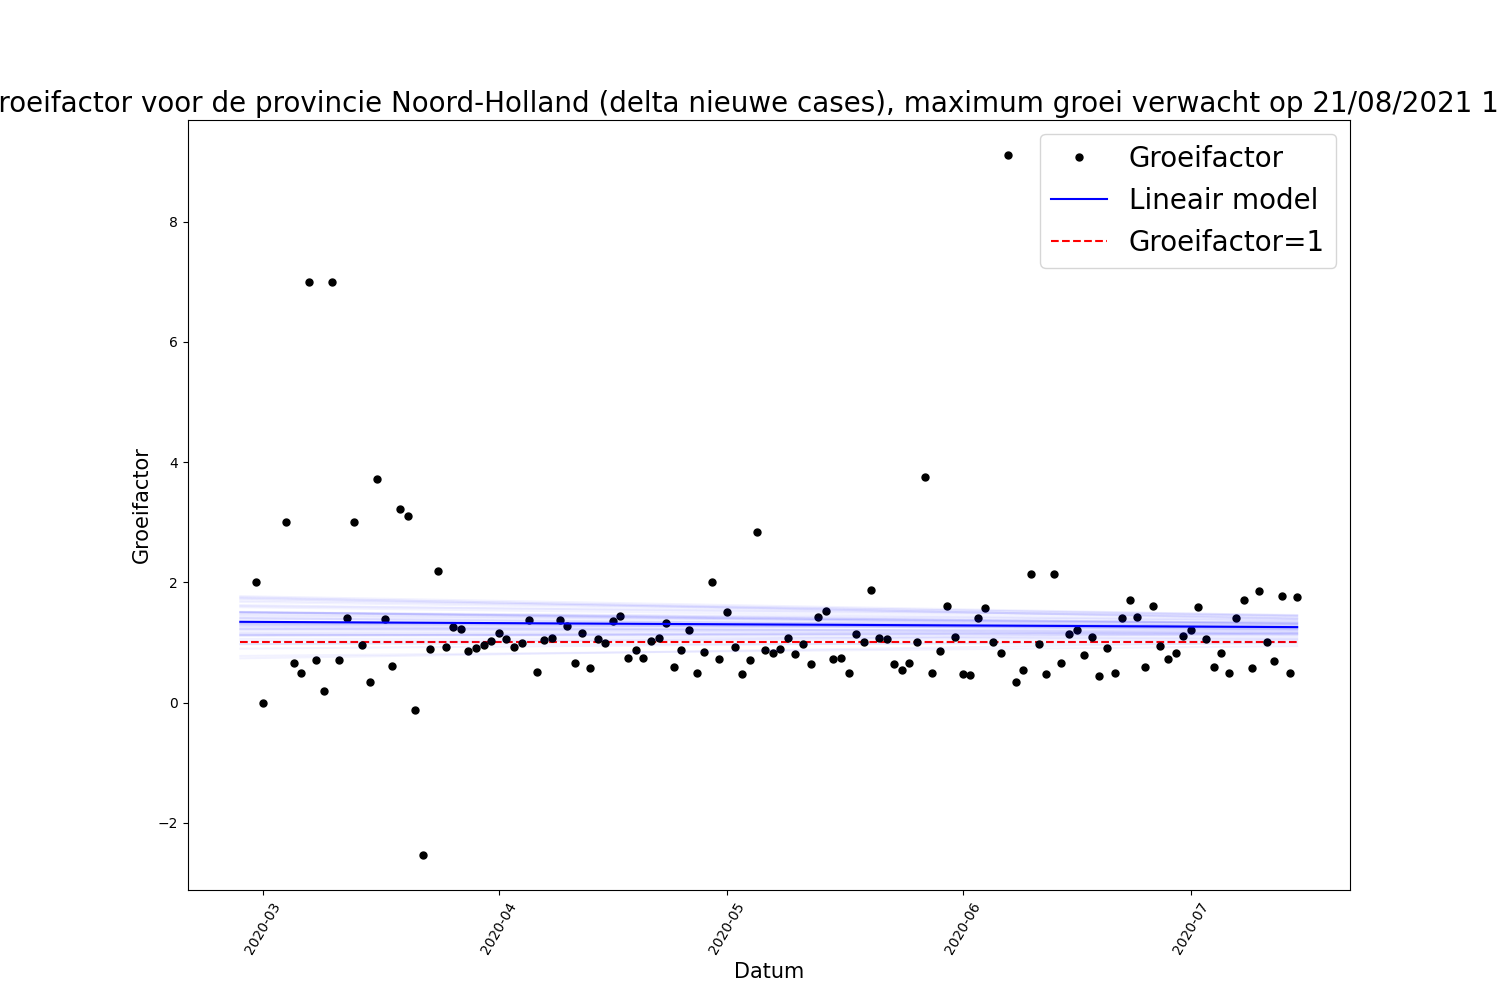 roeifactor voor de provincie Noord-Holland (delta nieuwe cases), maximum groei verwacht op 21/08/2021 1
Groeifactor
Lineair model
Groeifactor=1
Groeifactor
8
6
4
2
0
−2
2020-03
2020-04
2020-05
2020-06
2020-07
Datum